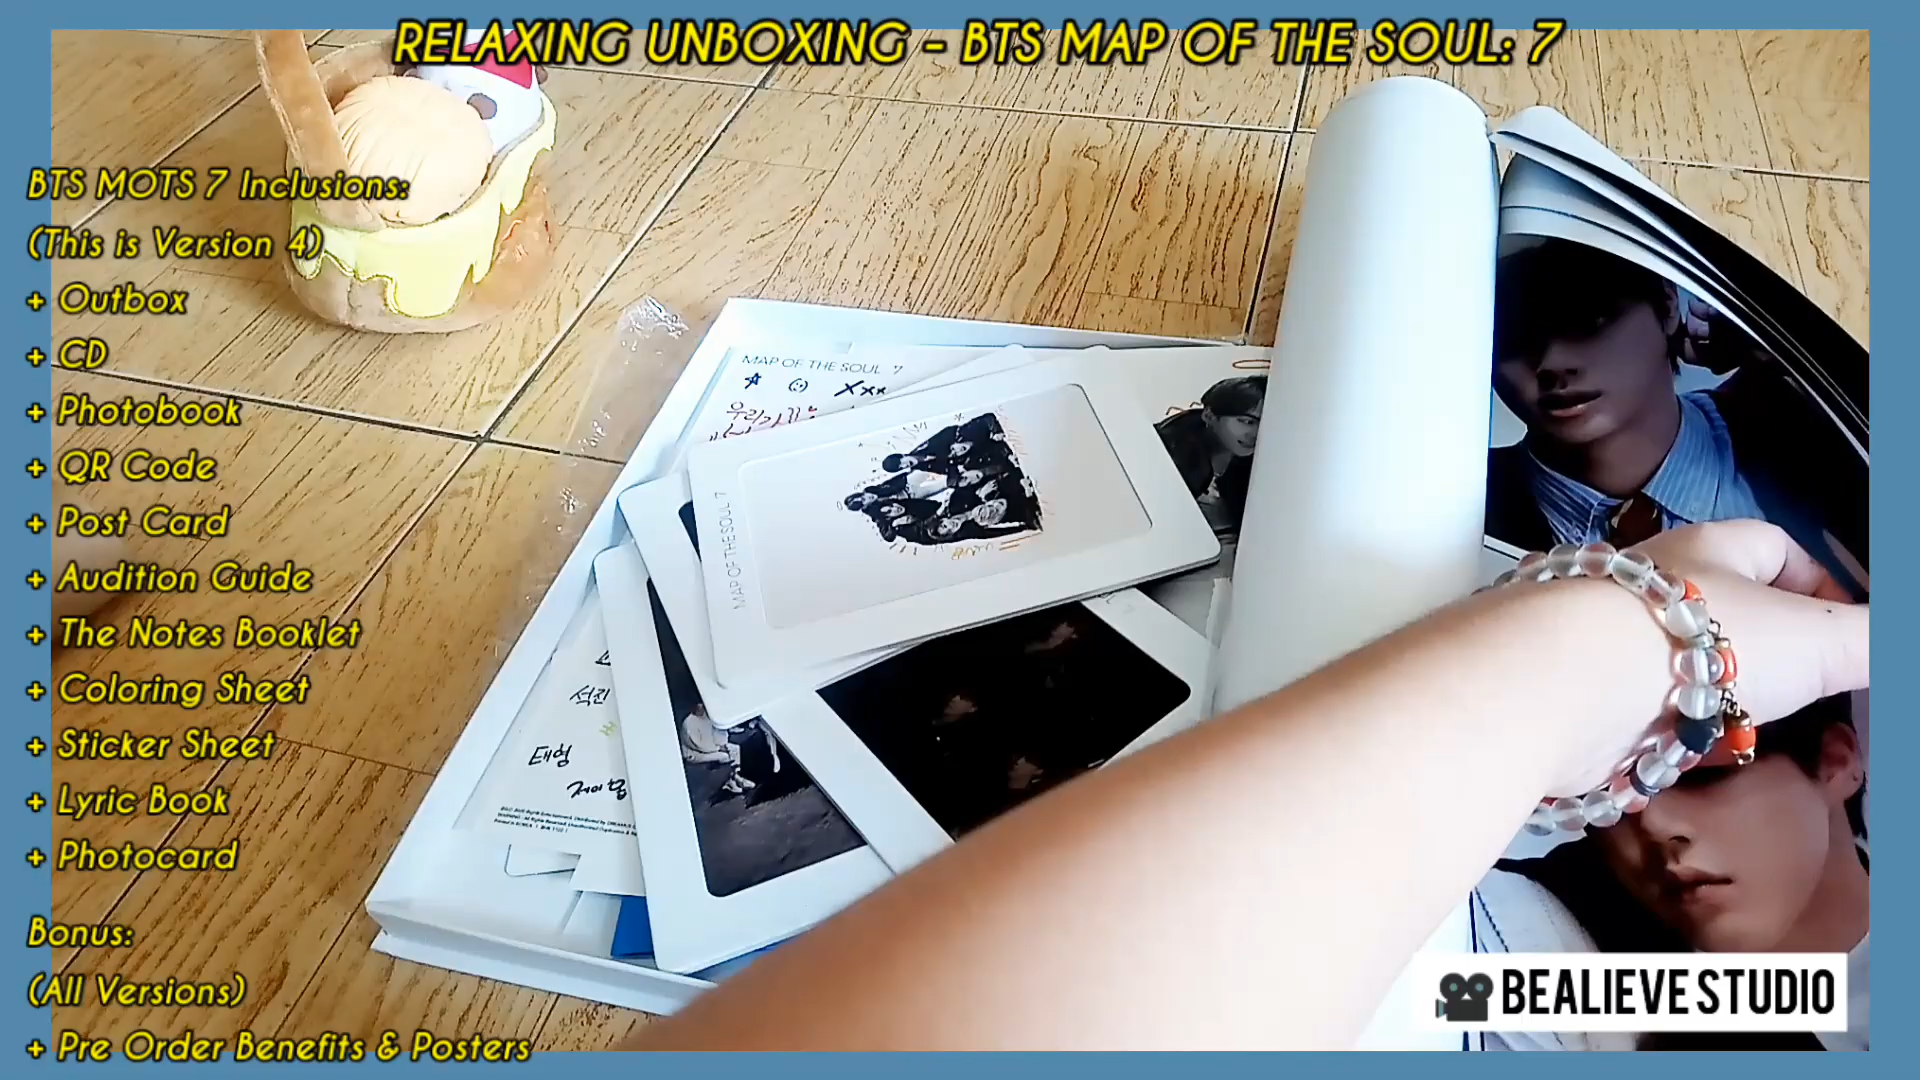 RELAXING UNBOXING - BTS MAP OF THE SOUL: 7
BTS MOTS 7 Inclusions:
(This is Version 4)
+ Outbox
+ CD
+ Photobook
+ QR Code
+ Post Card
+ Audition Guide
+ The Notes Booklet
+ Coloring Sheet
+ Sticker Sheet
+ Lyric Book
+ Photocard
Bonus:
(All Versions)
+ Pre Order Benefits & Posters
MAP OF THE SOUL 7
MAP OF THE SOUL 7
석진
태형
BEALIEVE STUDIO